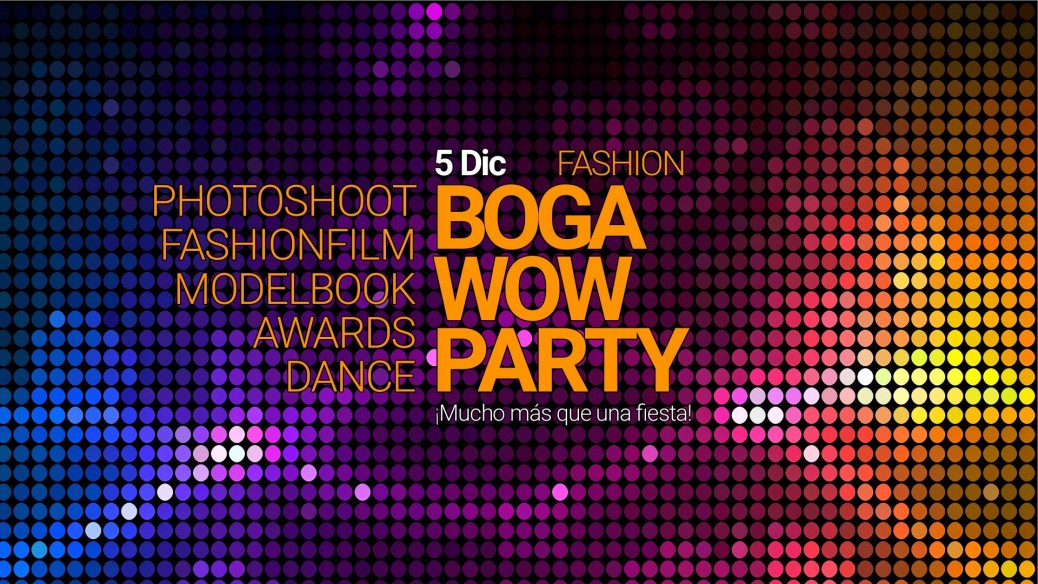 5 Dic FASHION
PHOTOSHOOT
FASHIONFILM
MODELBOOK
AWARDS
DANCE
BOGA
WOW
PARTY
¡Mucho más que una fiesta!